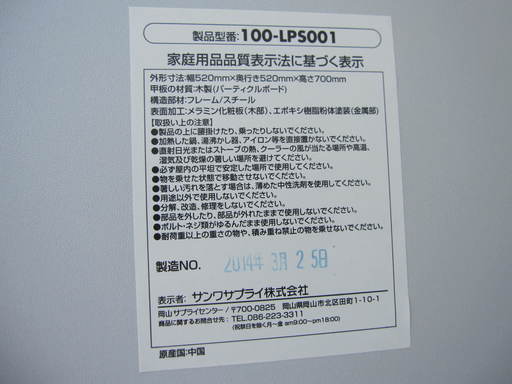 製品型番：100-LPS001
家庭用品品質表示法に基づく表示
外形寸法：幅520mm×奥行き520mm×高さ700mm
甲板の材質：木製（パーティクルボード）
構造部材：フレーム/スチール
表面加工：メラミン化粧板（木部）、エポキシ樹脂粉体塗装（金属部）
【取扱い上の注意】
●製品の上に腰掛けたり、乗ったりしないでください。
●加熱した鍋、湯沸かし器、アイロン等を直接置かないでください。
●直射日光またはストーブの熱、クーラーの風が当たる場所や高温、
湿気及び乾燥の著しい場所を避けてください。
●必ず屋内の平坦で安定した場所で使用してください。
●物を乗せた状態で移動させないでください。
●著しい汚れを落とす場合は、薄めた中性洗剤を使用してください。
●用途以外で使用しないでください。
●分解、改造、修理をしないでください。
●部品を外したり、部品が外れたままで使用しないでください。
●ボルト・ネジ類がゆるんだまま使用しないでください。
●耐荷重以上の重さの物や、積み重ね禁止の物を乗せないでください。
製造NO. 2014年3月25日
表示者：サンワサプライ株式会社
岡山サプライセンター/〒700-0825 岡山県岡山市北区田町1-10-1
商品に関するお問合せ先：TEL.086-223-3311
(祝祭日を除く月〜金 am9:00〜pm18:00)
原産国：中国